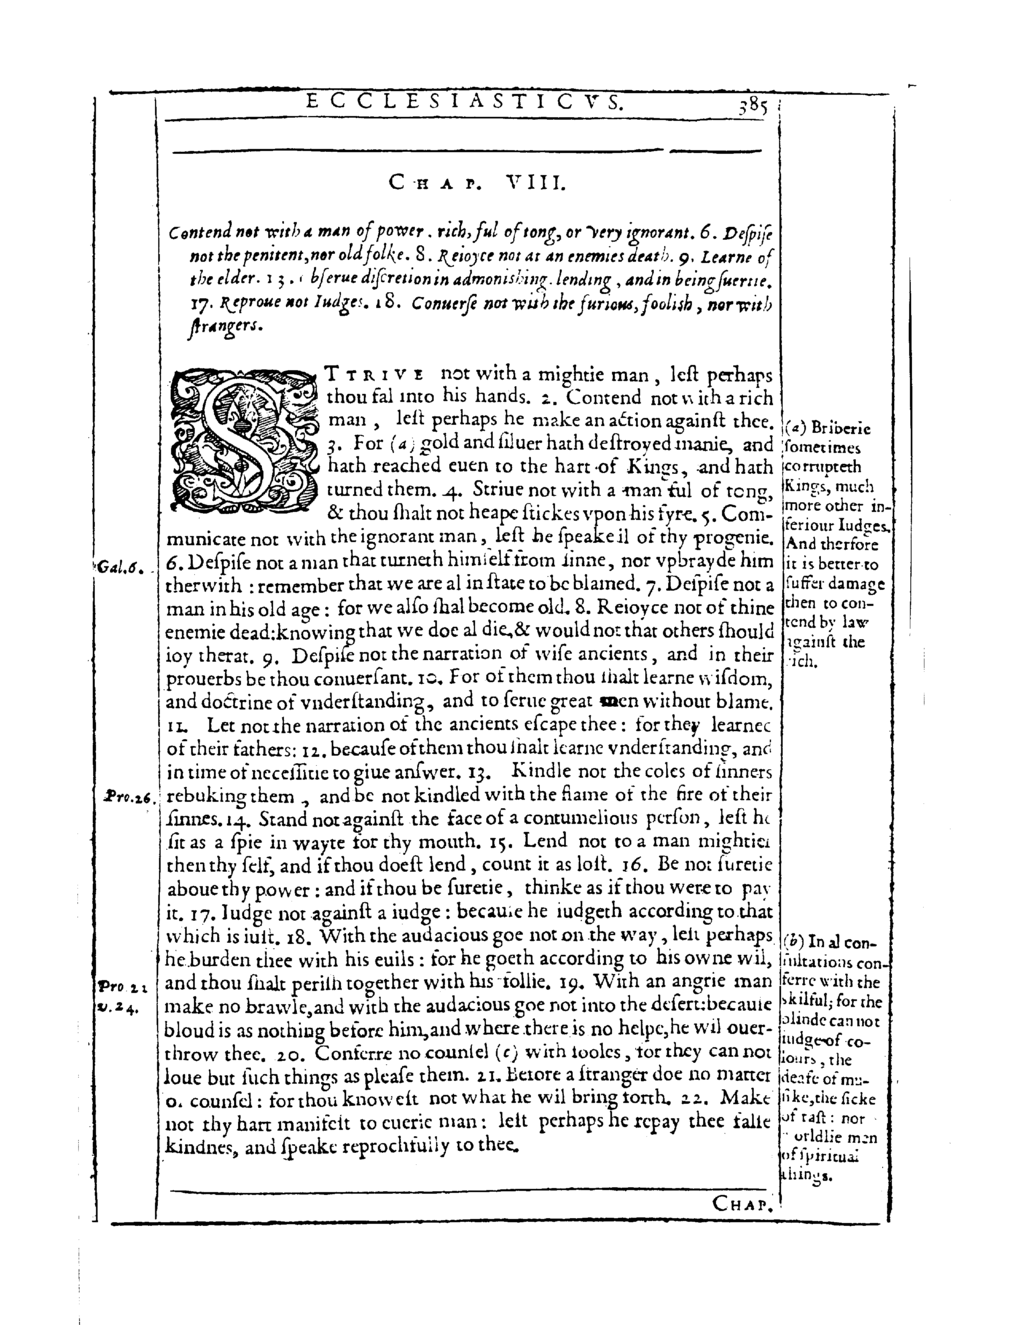 ECCLESIASTICVS. 385
CHAP. VIII.
Contend not with a man of power. rich, ful of tong, or very ignorant. 6. Deſpiſe
not the penitent, nor old folke. 8. Reioyce not at an enemies death. 9. Learne of
the elder. 13. bſerue diſcretion in admonishing. lending, and in being ſuertie.
17. Reproue not Iudges. 18. Conuerſe not with the furious, foolish, nor with
ſtrangers.
STTRIVE not with a mightie man, leſt perhaps
thou fal into his hands. 2. Contend not with a rich
man, leſt perhaps he make an action againſt thee.
3. For (a) gold and ſiluer hath deſtroyed manie, and
hath reached euen to the hart of Kings, and hath
turned them. 4. Striue not with a man ful of tong,
& thou ſhalt not heape ſtickes vpon his fyre. 5. Com-
municate not with the ignorant man, leſt he ſpeake il of thy progenie.
6. Deſpiſe not a man that turneth himſelf from ſinne, nor vpbrayde him
therwith: remember that we are al in ſtate to be blamed. 7. Deſpiſe not a
man in his old age: for we alſo ſhal become old. 8. Reioyce not of thine
enemie dead: knowing that we doe al die, & would not that others ſhould
ioy therat. 9. Deſpiſe not the narration of wiſe ancients, and in their
prouerbs be thou conuerſant. 10. For of them thou ſhalt learne wiſdom,
and doctrine of vnderſtanding, and to ſerue great men without blame.
11. Let not the narration of the ancients eſcape thee: for they learned
of their fathers: 12. becauſe of them thou ſhalt learne vnderſtanding, and
in time of neceſſitie to giue anſwer. 13. Kindle not the coles of ſinners
rebuking them, and be not kindled with the flame of the fire of their
ſinnes. 14. Stand not againſt the face of a contumelious perſon, leſt he
ſit as a ſpie in wayte for thy mouth. 15. Lend not to a man mightier
then thy ſelf, and if thou doeſt lend, count it as loſt. 16. Be not ſuretie
aboue thy power: and if thou be ſuretie, thinke as if thou were to pay
it. 17. Iudge not againſt a iudge: becauſe he iudgeth according to that
which is iuſt. 18. With the audacious goe not on the way, leſt perhaps
he burden thee with his euils: for he goeth according to his owne wil,
and thou ſhalt periſh together with his follie. 19. With an angrie man
make no brawle, and with the audacious goe not into the deſert: becauſe
bloud is as nothing before him, and where there is no helpe, he wil ouer-
throw thee. 20. Conferre no counſel (c) with fooles, for they can not
loue but ſuch things as pleaſe them. 21. Before a ſtranger doe no matter
o. counſel: for thou knoweſt not what he wil bring forth. 22. Make
not thy hart manifeſt to euerie man: leſt perhaps he repay thee falſe
kindnes, and ſpeake reprochfully to thee.
CHAP.
Gal. 6.
Pro. 26.
Pro 21
v. 24.
(a) Briberie
ſometimes
corrupteth
Kings, much
more other in-
feriour Iudges.
And therfore
it is better to
ſuffer damage
then to con-
tend by law
againſt the
rich.
(b) In al con-
ſultations con-
ferre with the
skilful; for the
blinde can not
iudge of co-
lours, the
deafe of mu-
ſike, the ſicke
of taſt: nor
worldlie men
of ſpiritual
things.